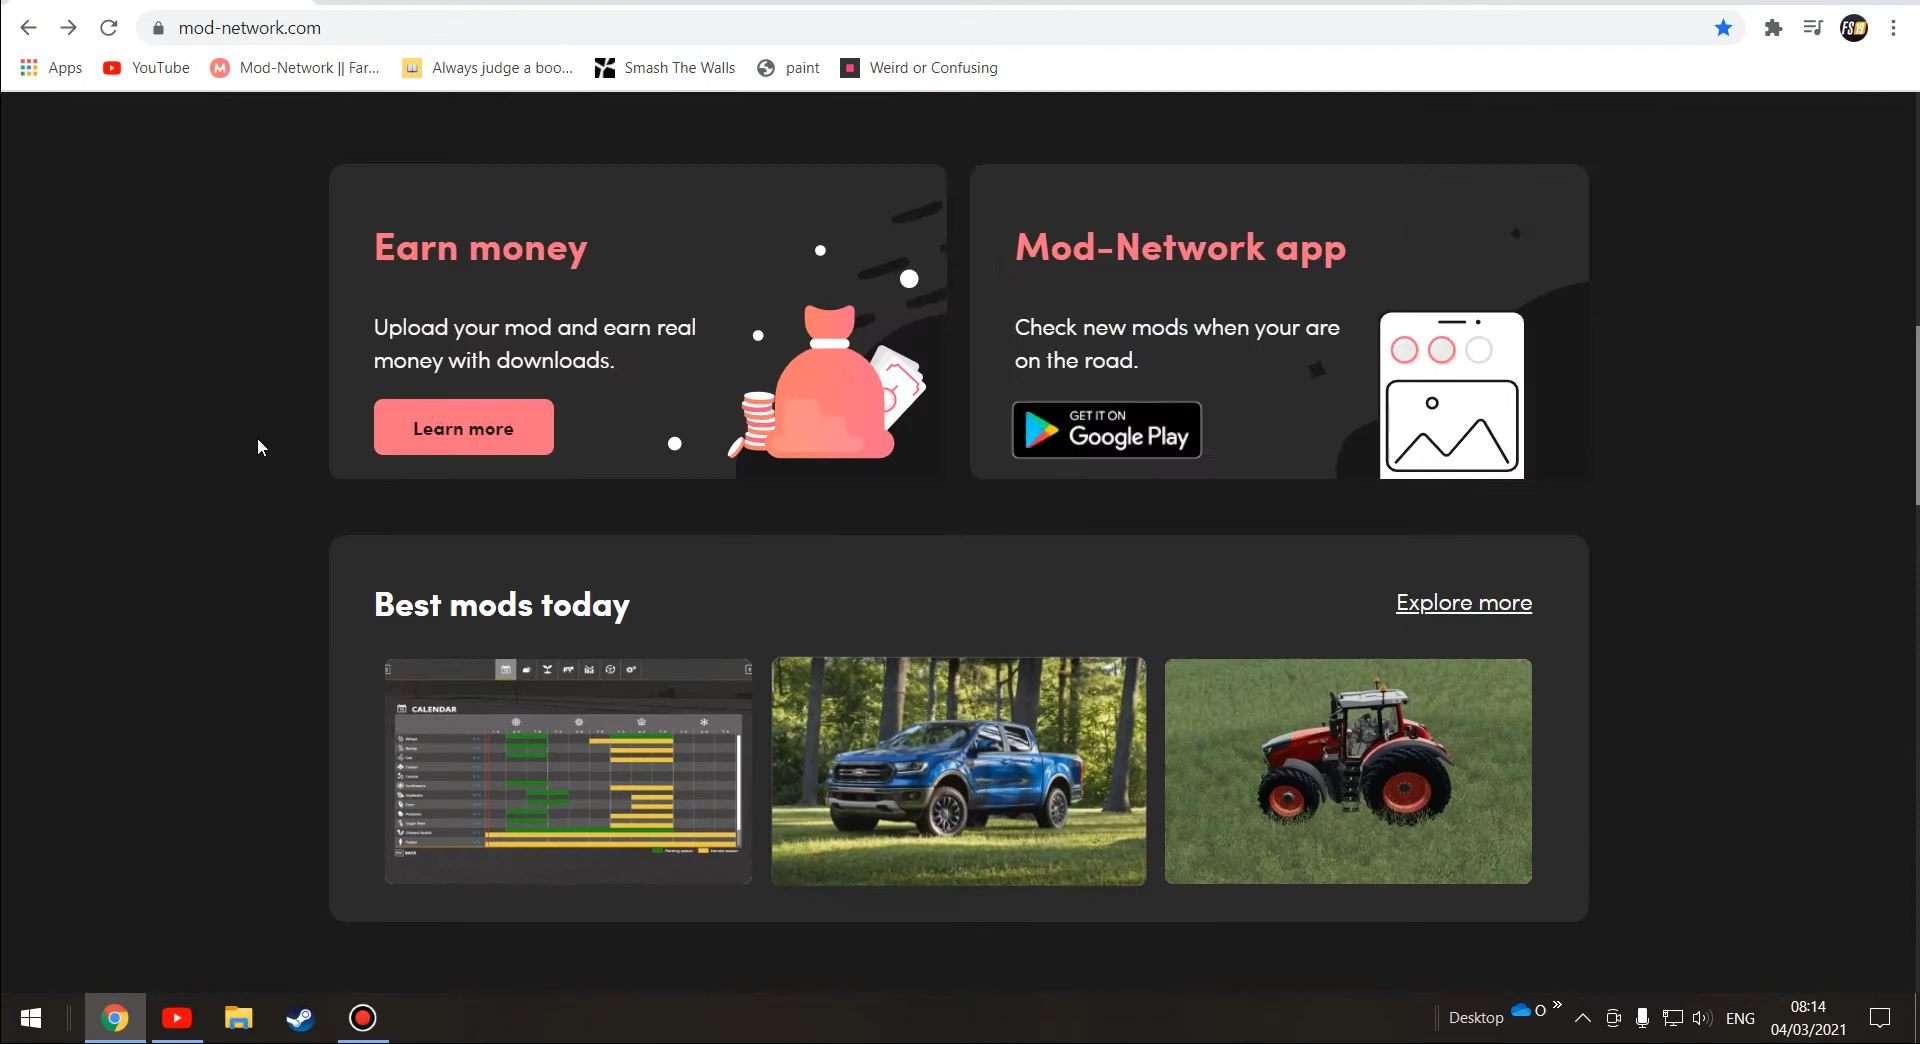 mod-network.com
FS19
Apps
YouTube
Mod-Network || Far...
Always judge a boo...
Smash The Walls
paint
Weird or Confusing
Earn money
Upload your mod and earn real
money with downloads.
Learn more
Mod-Network app
Check new mods when your are
on the road.
GET IT ON
Google Play
Best mods today
Explore more
CALENDAR
BACK
Desktop
ENG
08:14
04/03/2021